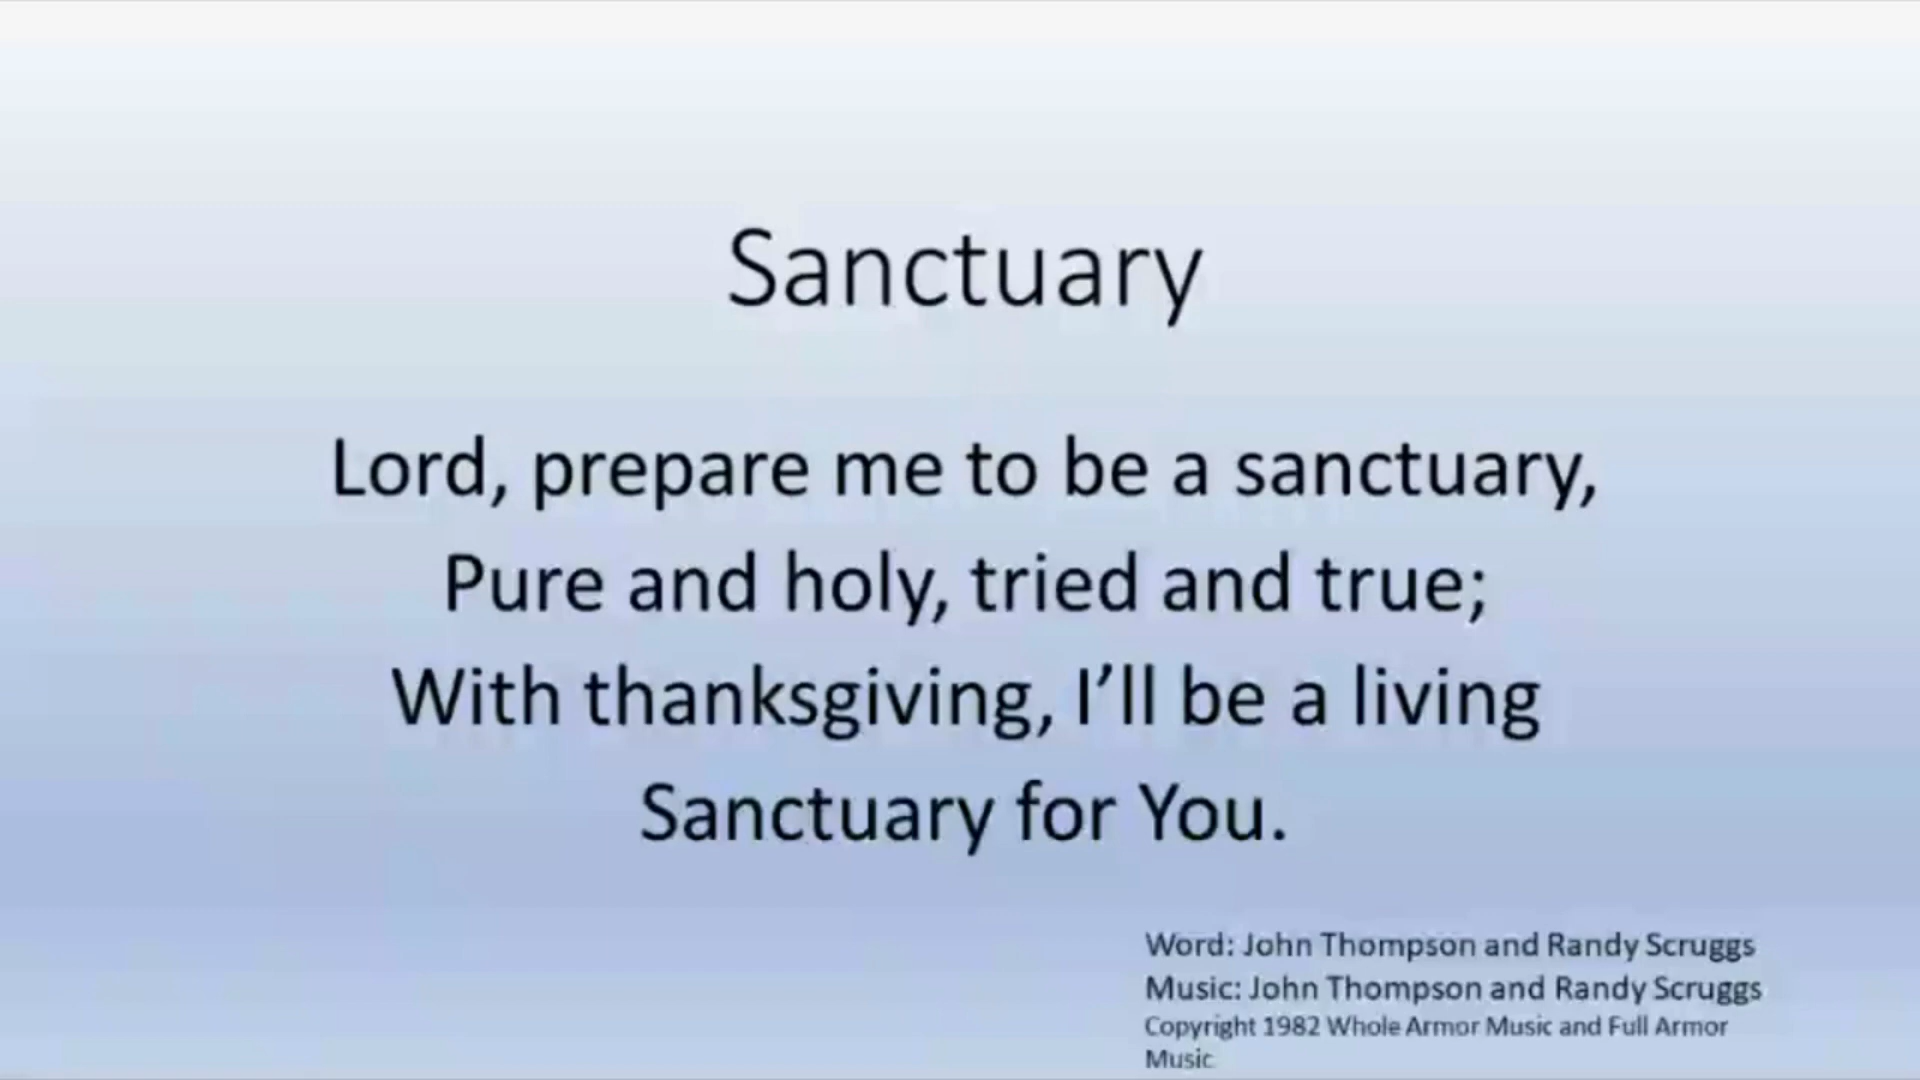 Sanctuary
Lord, prepare me to be a sanctuary,
Pure and holy, tried and true;
With thanksgiving, I’ll be a living
Sanctuary for You.
Word: John Thompson and Randy Scruggs
Music: John Thompson and Randy Scruggs
Copyright 1982 Whole Armor Music and Full Armor
Music